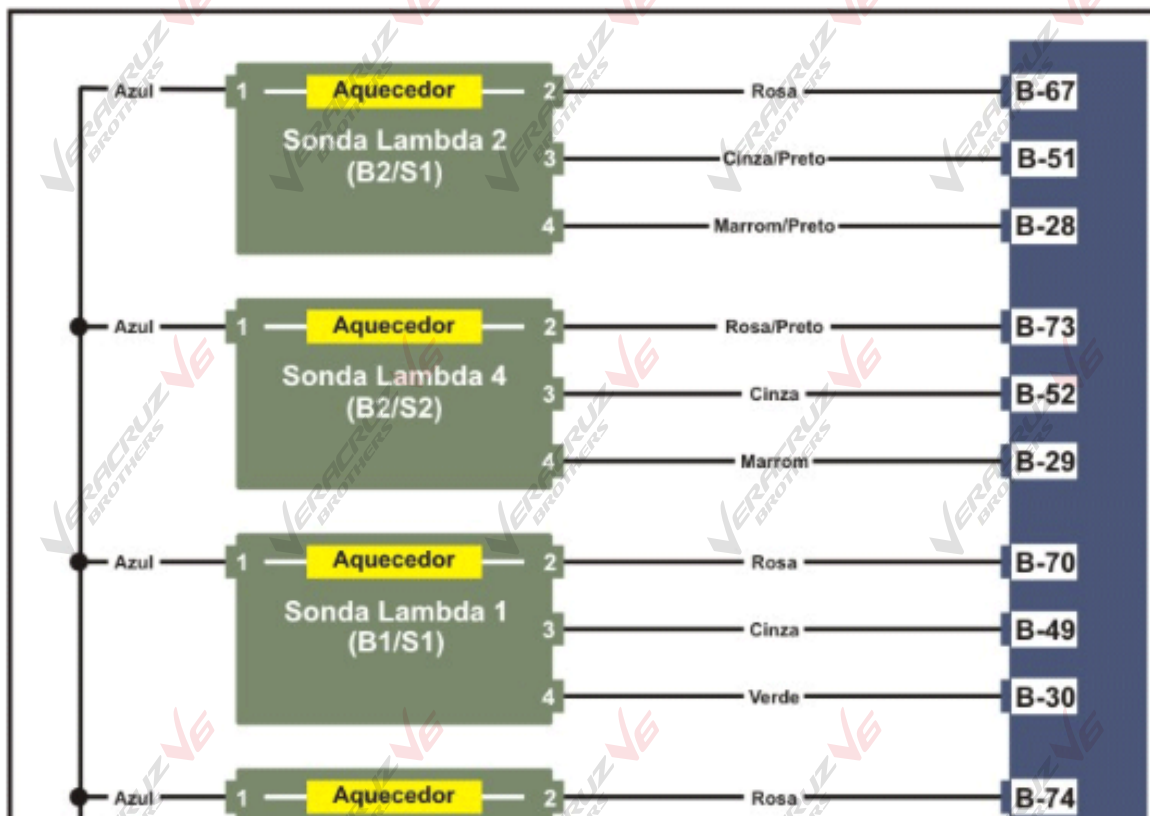 Azul 1 Aquecedor 2 Rosa B-67
Sonda Lambda 2
(B2/S1)
3 Cinza/Preto B-51
4 Marrom/Preto B-28
Azul 1 Aquecedor 2 Rosa/Preto B-73
Sonda Lambda 4
(B2/S2)
3 Cinza B-52
4 Marrom B-29
Azul 1 Aquecedor 2 Rosa B-70
Sonda Lambda 1
(B1/S1)
3 Cinza B-49
4 Verde B-30
Azul 1 Aquecedor 2 Rosa B-74
VERACRUZ V6
BROTHERS